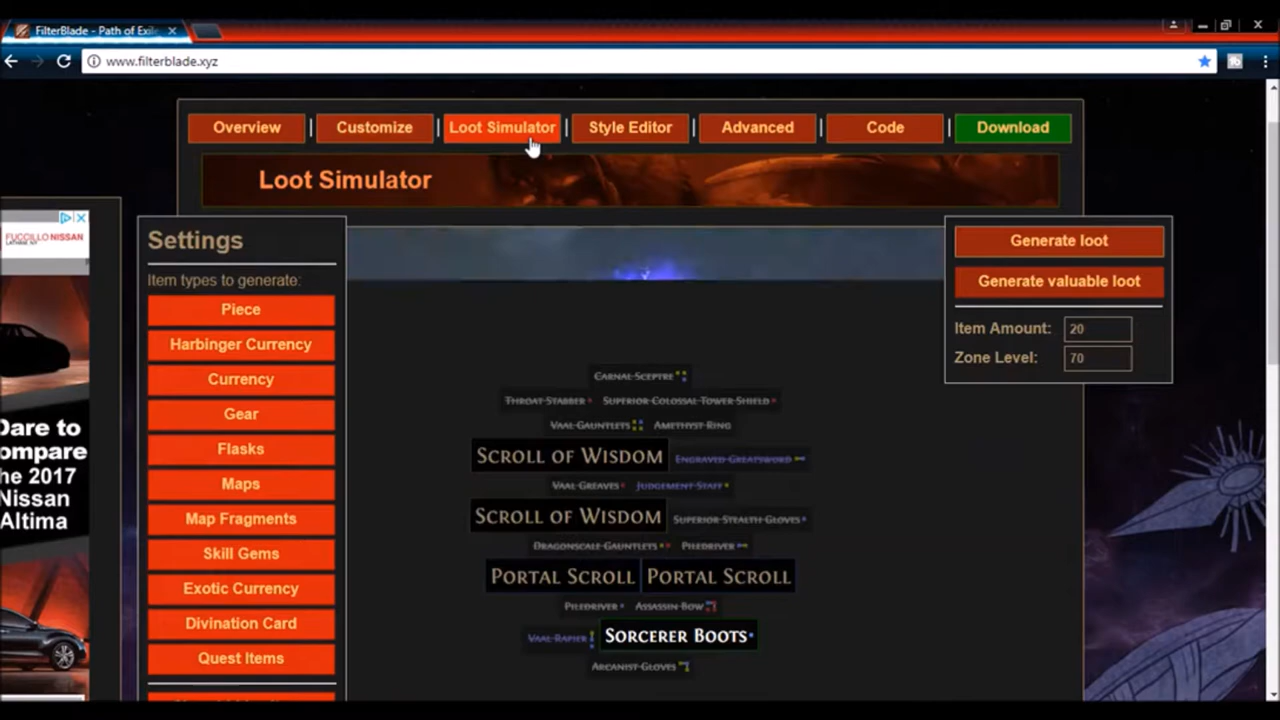 FilterBlade - Path of Exile
www.filterblade.xyz
Overview | Customize | Loot Simulator | Style Editor | Advanced | Code | Download
Loot Simulator
FUCCILLO NISSAN
Dare to
ompare
he 2017
Nissan
Altima
Settings
Item types to generate:
Piece
Harbinger Currency
Currency
Gear
Flasks
Maps
Map Fragments
Skill Gems
Exotic Currency
Divination Card
Quest Items
Generate loot
Generate valuable loot
Item Amount: 20
Zone Level: 70
CARNAL SCEPTRE
THROAT STABBER SUPERIOR COLOSSAL TOWER SHIELD
VAAL GAUNTLETS AMETHYST RING
SCROLL OF WISDOM ENGRAVED GREATSWORD
VAAL GREAVES JUDGEMENT STAFF
SCROLL OF WISDOM SUPERIOR STEALTH GLOVES
DRAGONSCALE GAUNTLETS PILEDRIVER
PORTAL SCROLL PORTAL SCROLL
PILEDRIVER ASSASSIN BOW
VAAL RAPIER SORCERER BOOTS
ARCANIST GLOVES